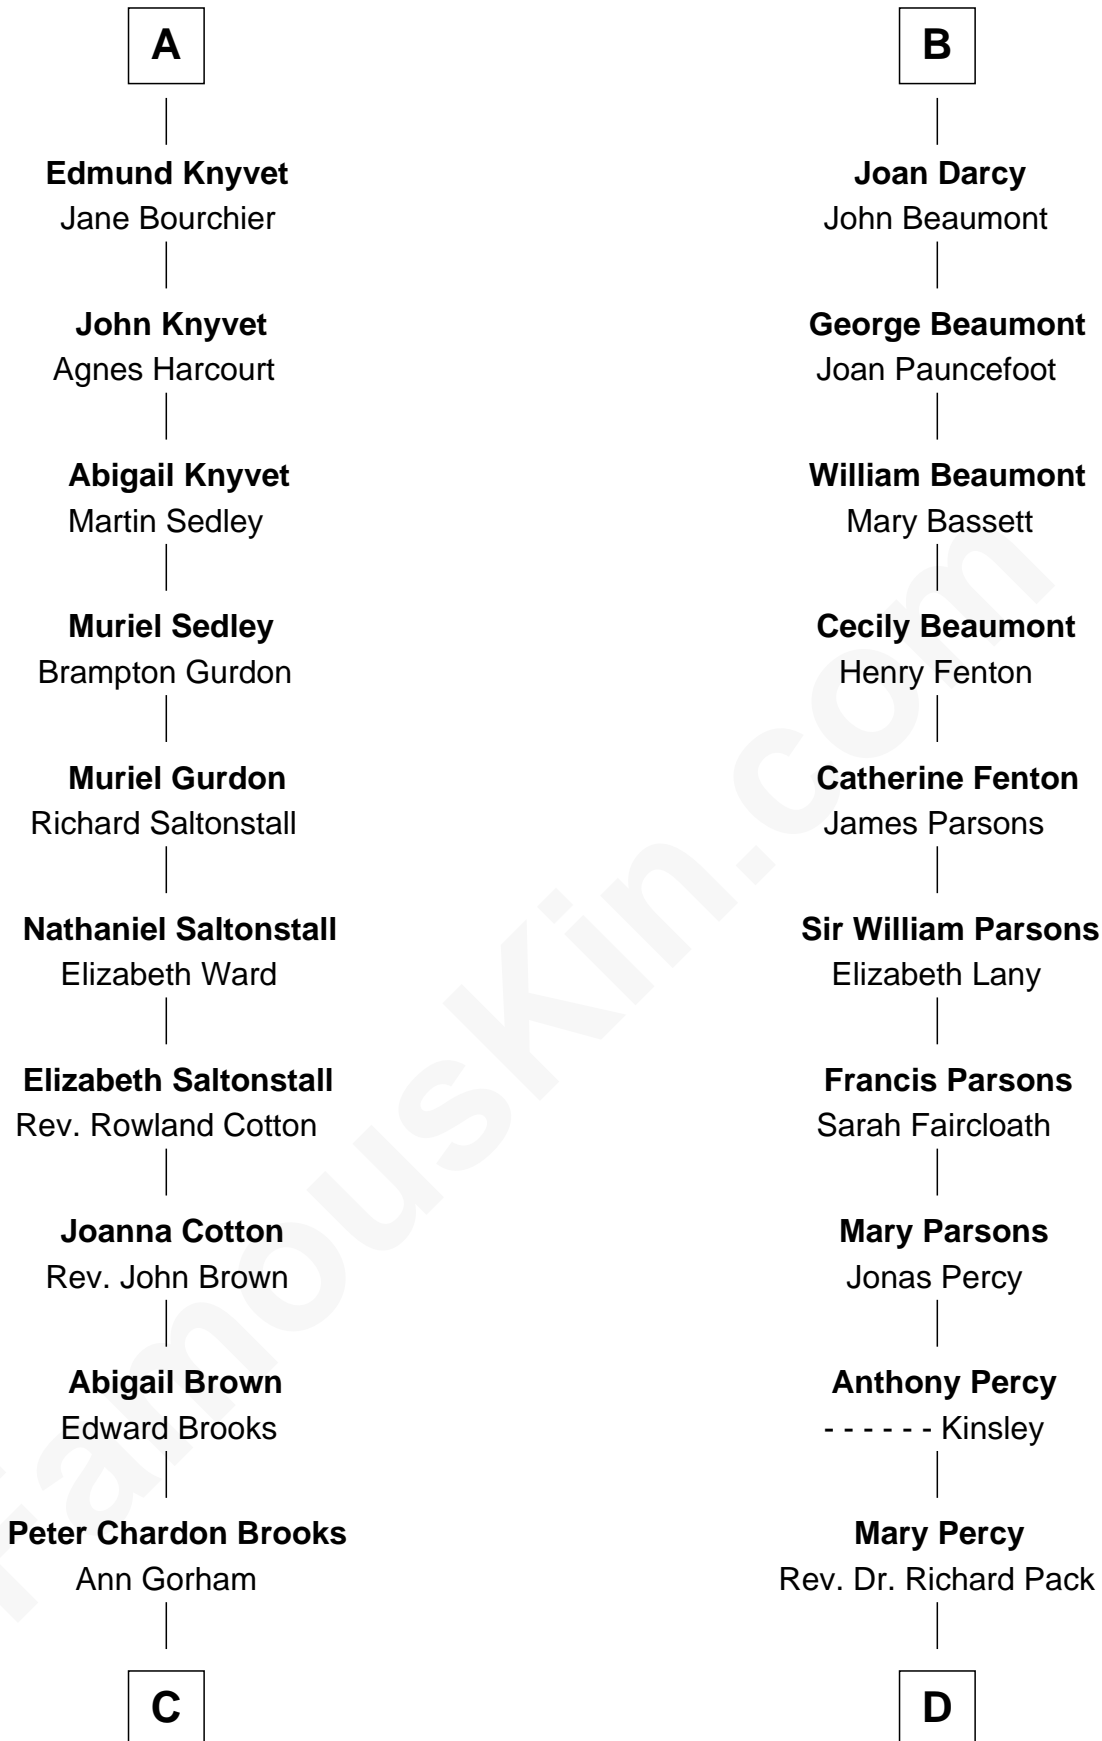 A
Edmund Knyvet
Jane Bourchier
John Knyvet
Agnes Harcourt
Abigail Knyvet
Martin Sedley
Muriel Sedley
Brampton Gurdon
Muriel Gurdon
Richard Saltonstall
Nathaniel Saltonstall
Elizabeth Ward
Elizabeth Saltonstall
Rev. Rowland Cotton
Joanna Cotton
Rev. John Brown
Abigail Brown
Edward Brooks
Peter Chardon Brooks
Ann Gorham
C
B
Joan Darcy
John Beaumont
George Beaumont
Joan Pauncefoot
William Beaumont
Mary Bassett
Cecily Beaumont
Henry Fenton
Catherine Fenton
James Parsons
Sir William Parsons
Elizabeth Lany
Francis Parsons
Sarah Faircloath
Mary Parsons
Jonas Percy
Anthony Percy
- - - - - - Kinsley
Mary Percy
Rev. Dr. Richard Pack
D
FamousKin.com